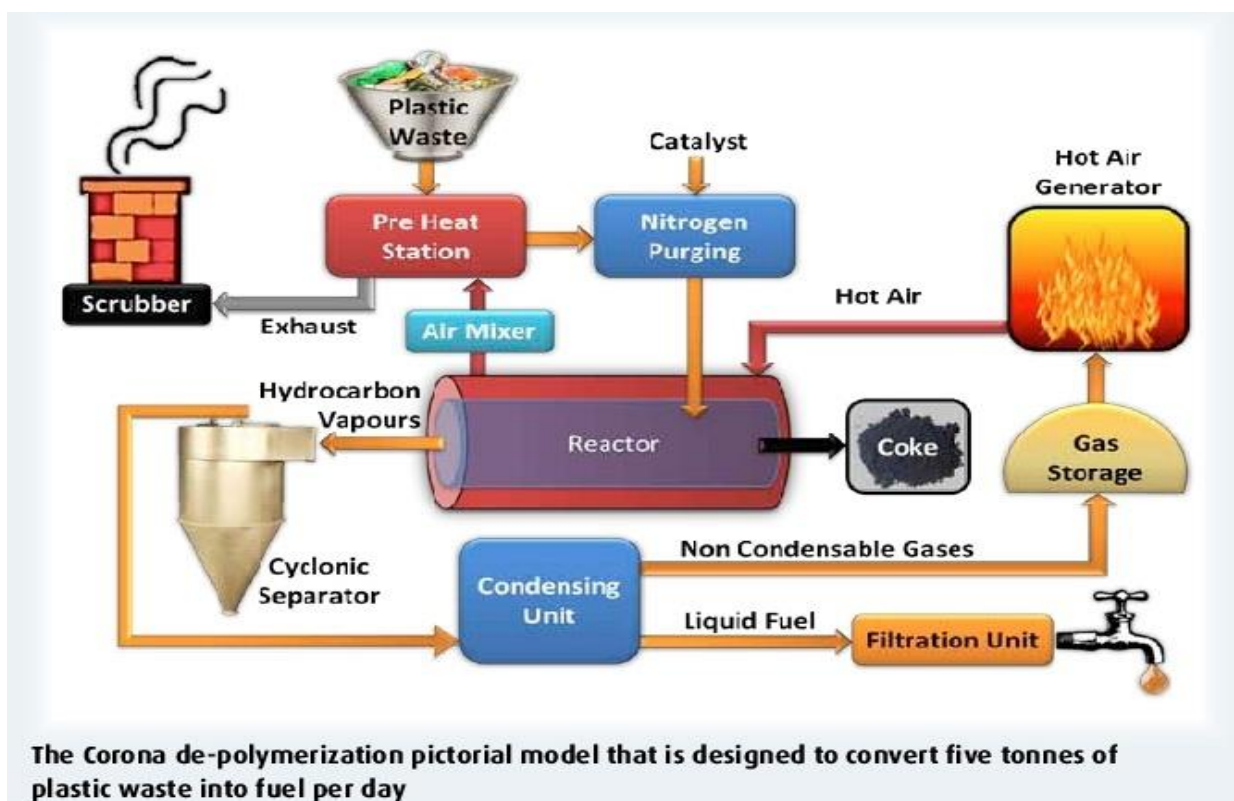 Plastic
Waste
Catalyst
Hot Air
Generator
Pre Heat
Station
Nitrogen
Purging
Scrubber
Exhaust
Air Mixer
Hot Air
Hydrocarbon
Vapours
Reactor
Coke
Gas
Storage
Cyclonic
Separator
Condensing
Unit
Non Condensable Gases
Liquid Fuel
Filtration Unit
The Corona de-polymerization pictorial model that is designed to convert five tonnes of
plastic waste into fuel per day